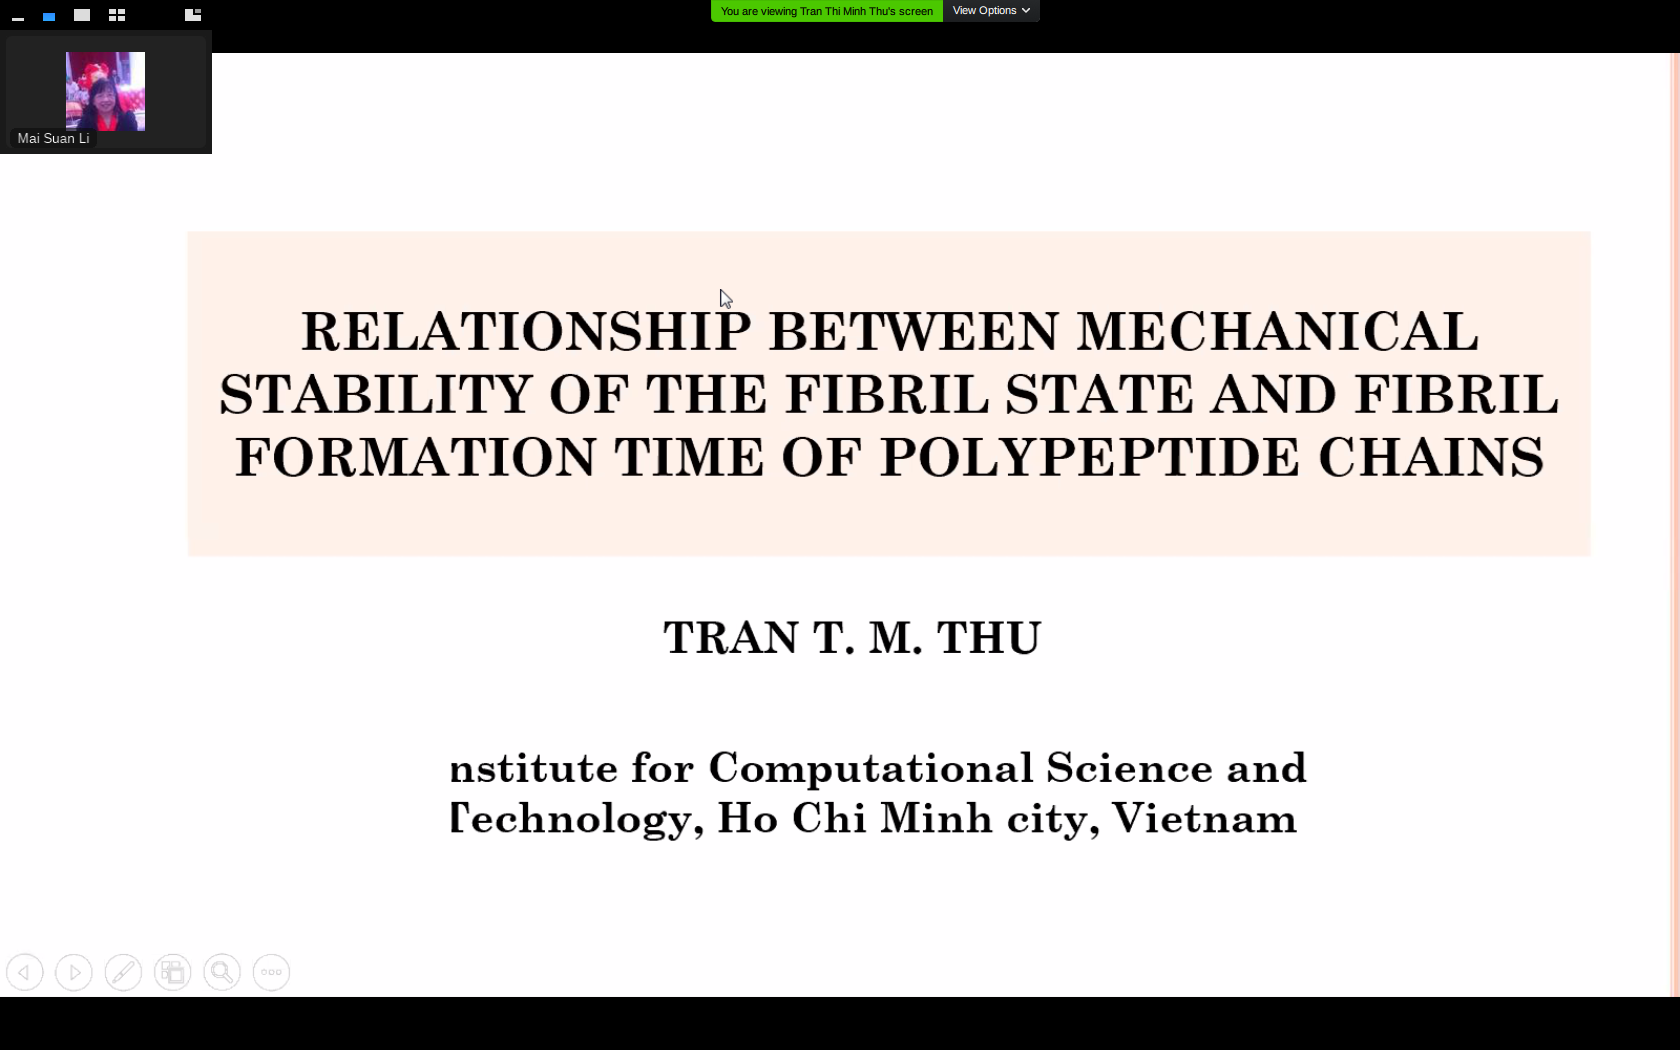 You are viewing Tran Thi Minh Thu's screen
View Options
Mai Suan Li
RELATIONSHIP BETWEEN MECHANICAL
STABILITY OF THE FIBRIL STATE AND FIBRIL
FORMATION TIME OF POLYPEPTIDE CHAINS
TRAN T. M. THU
nstitute for Computational Science and
Technology, Ho Chi Minh city, Vietnam